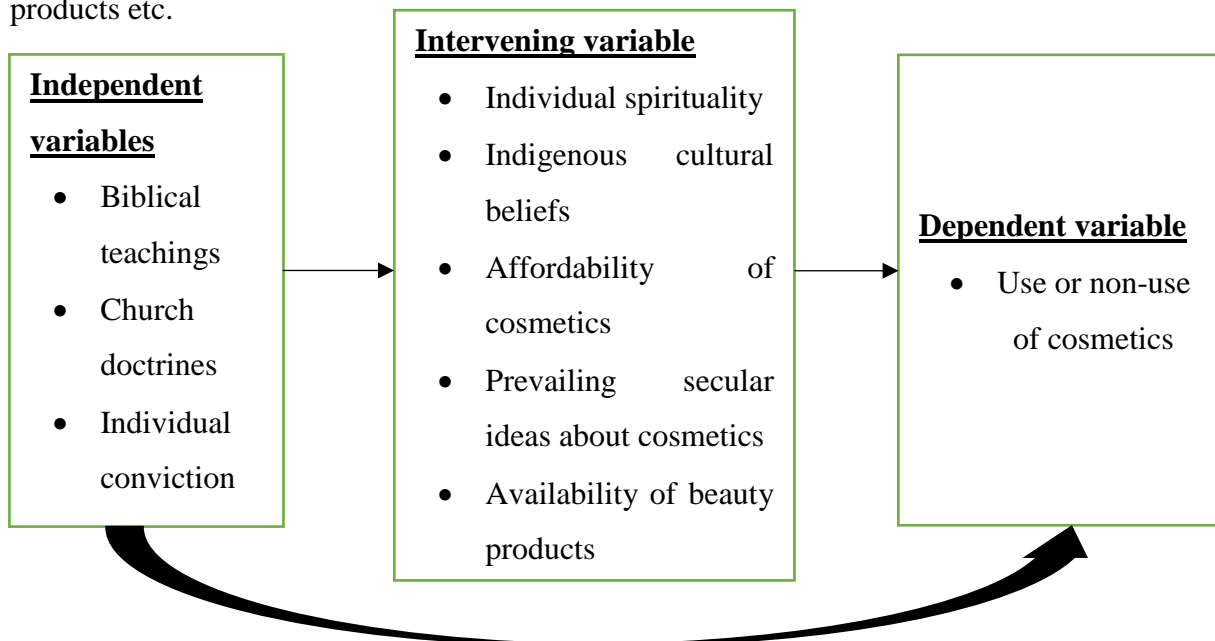 products etc.
Independent
variables
• Biblical
teachings
• Church
doctrines
• Individual
conviction
Intervening variable
• Individual spirituality
• Indigenous cultural
beliefs
• Affordability of
cosmetics
• Prevailing secular
ideas about cosmetics
• Availability of beauty
products
Dependent variable
• Use or non-use
of cosmetics